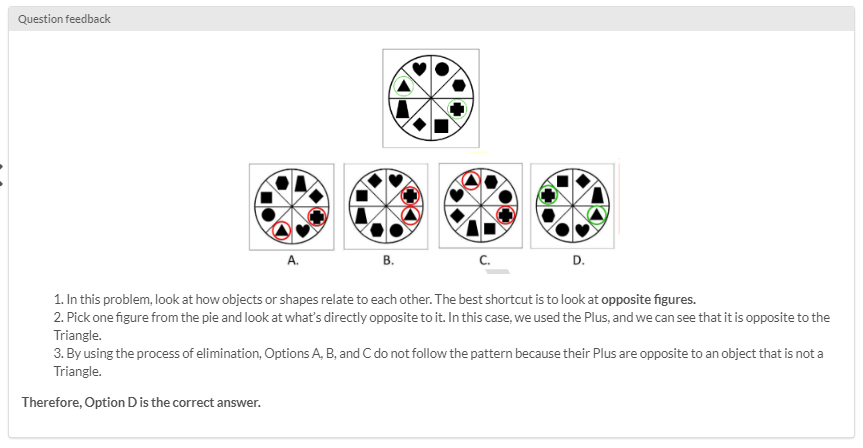 Question feedback
A.
B.
C.
D.
1. In this problem, look at how objects or shapes relate to each other. The best shortcut is to look at opposite figures.
2. Pick one figure from the pie and look at what's directly opposite to it. In this case, we used the Plus, and we can see that it is opposite to the
Triangle.
3. By using the process of elimination, Options A, B, and C do not follow the pattern because their Plus are opposite to an object that is not a
Triangle.
Therefore, Option D is the correct answer.